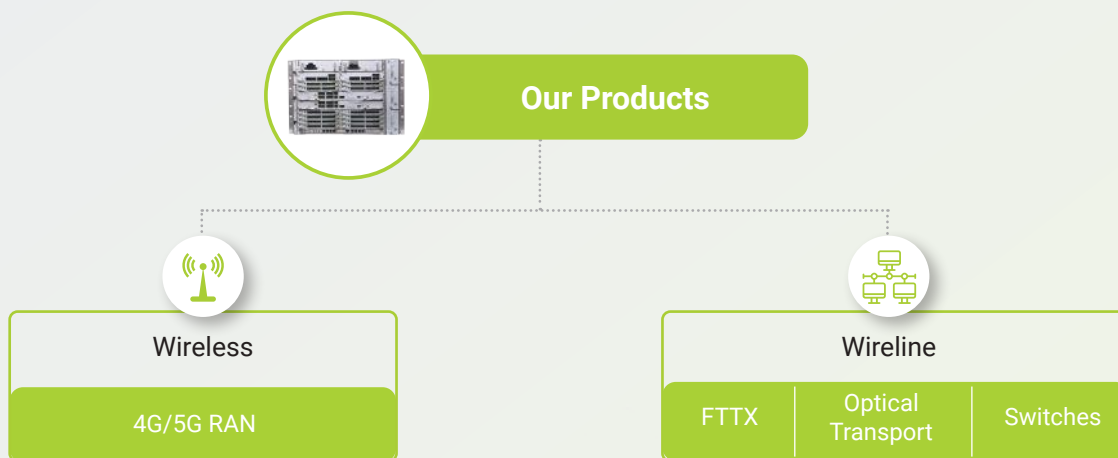 Our Products
Wireless
Wireline
4G/5G RAN
FTTX
Optical
Transport
Switches